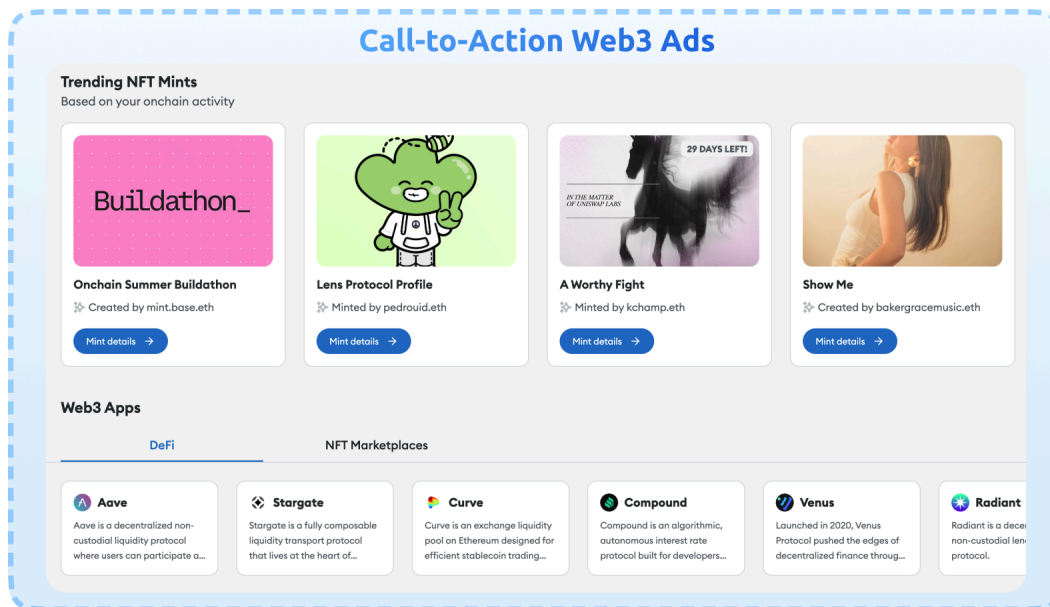 Call-to-Action Web3 Ads
Trending NFT Mints
Based on your onchain activity
Buildathon_
29 DAYS LEFT!
IN THE MATTER
OF UNISWAP LABS
Onchain Summer Buildathon
Lens Protocol Profile
A Worthy Fight
Show Me
Created by mint.base.eth
Minted by pedrouid.eth
Minted by kchamp.eth
Created by bakergracemusic.eth
Mint details
Mint details
Mint details
Mint details
Web3 Apps
DeFi
NFT Marketplaces
Aave
Aave is a decentralized non-
custodial liquidity protocol
where users can participate a...
Stargate
Stargate is a fully composable
liquidity transport protocol
that lives at the heart of...
Curve
Curve is an exchange liquidity
pool on Ethereum designed for
efficient stablecoin trading...
Compound
Compound is an algorithmic,
autonomous interest rate
protocol built for developers...
Venus
Launched in 2020, Venus
Protocol pushed the edges of
decentralized finance throug...
Radiant
Radiant is a dece
non-custodial len
protocol.